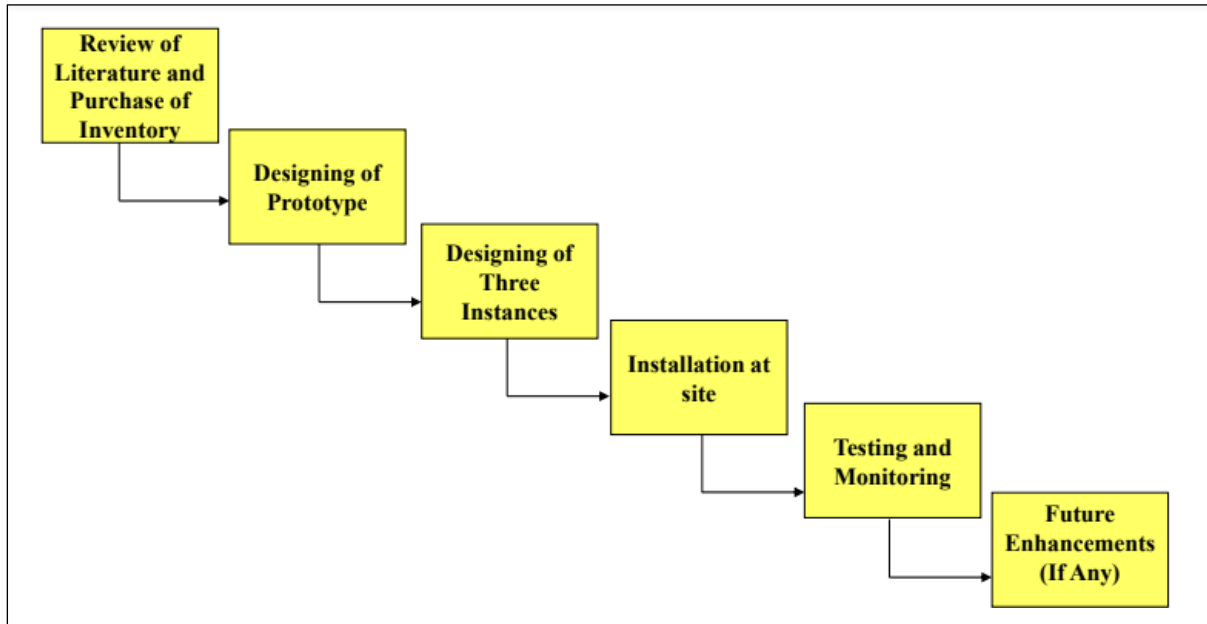 Review of
Literature and
Purchase of
Inventory
Designing of
Prototype
Designing of
Three
Instances
Installation at
site
Testing and
Monitoring
Future
Enhancements
(If Any)